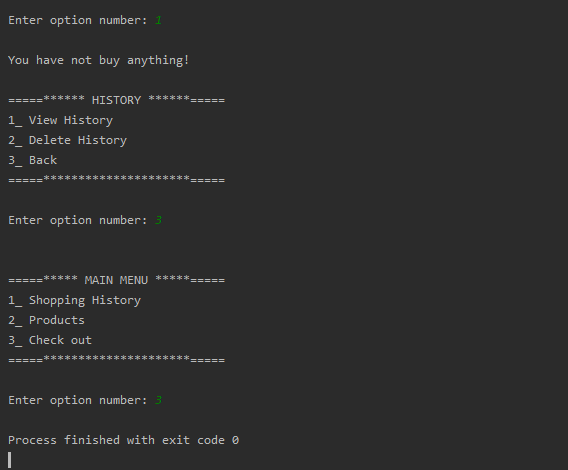 Enter option number: 1
You have not buy anything!
=====****** HISTORY ******=====
1_ View History
2_ Delete History
3_ Back
=====*********************=====
Enter option number: 3
=====***** MAIN MENU *****=====
1_ Shopping History
2_ Products
3_ Check out
=====*********************=====
Enter option number: 3
Process finished with exit code 0